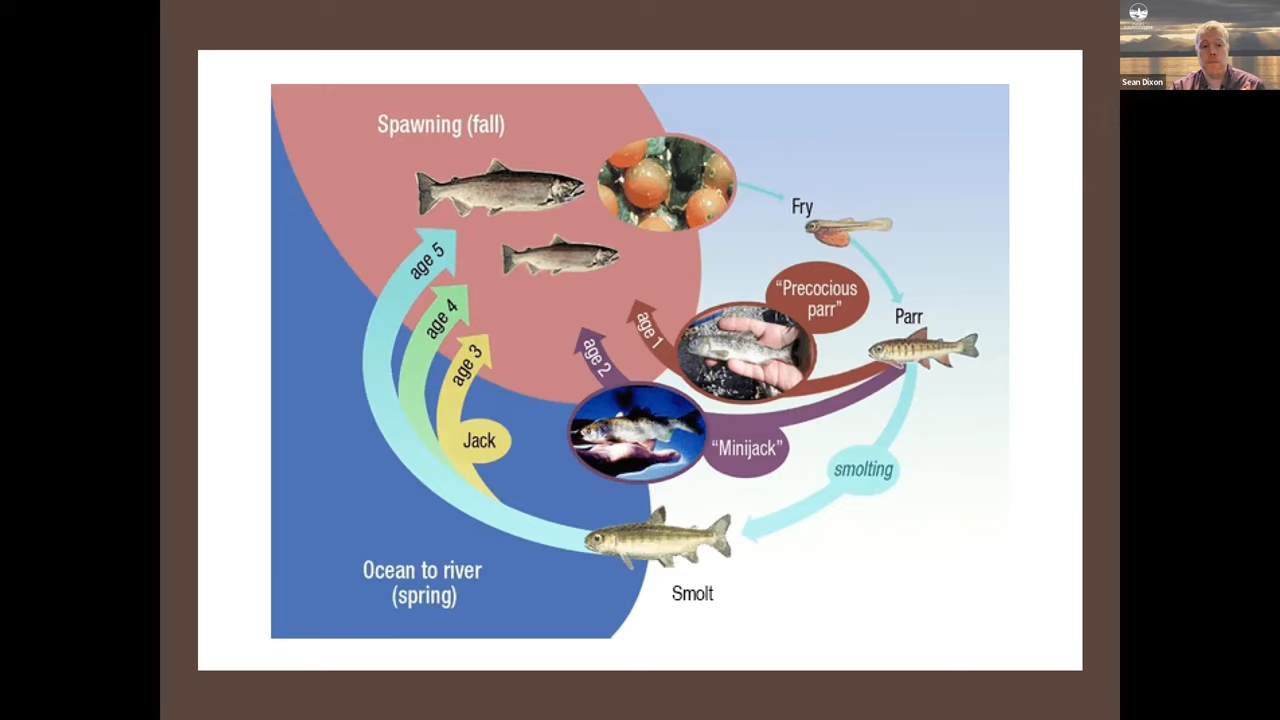 Spawning (fall)
Fry
"Precocious
parr"
Parr
age 5
age 4
age 3
age 2
age 1
Jack
"Minijack"
smolting
Ocean to river
(spring)
Smolt
Sean Dixon